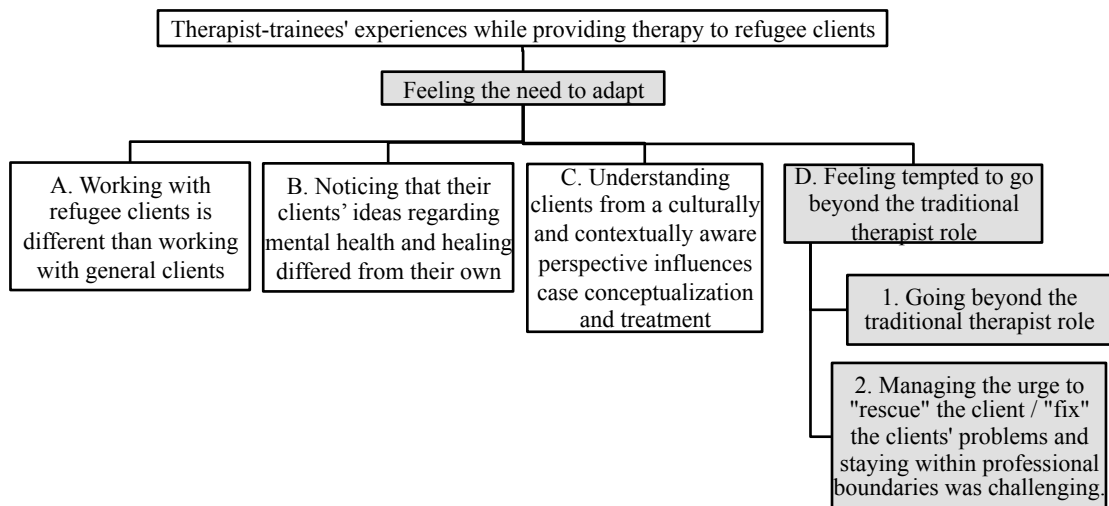 Therapist-trainees' experiences while providing therapy to refugee clients
Feeling the need to adapt
A. Working with
refugee clients is
different than working
with general clients
B. Noticing that their
clients’ ideas regarding
mental health and healing
differed from their own
C. Understanding
clients from a culturally
and contextually aware
perspective influences
case conceptualization
and treatment
D. Feeling tempted to go
beyond the traditional
therapist role
1. Going beyond the
traditional therapist role
2. Managing the urge to
"rescue" the client / "fix"
the clients' problems and
staying within professional
boundaries was challenging.